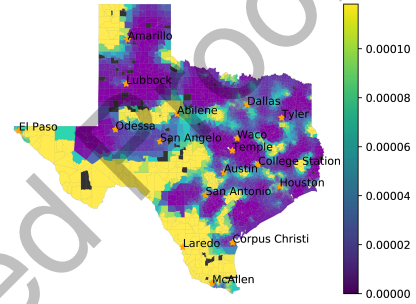 Amarillo
Lubbock
Abilene
Dallas
Tyler
El Paso
Odessa
San Angelo
Waco
Temple
College Station
Austin
Houston
San Antonio
Laredo
Corpus Christi
McAllen
0.00010
0.00008
0.00006
0.00004
0.00002
0.00000